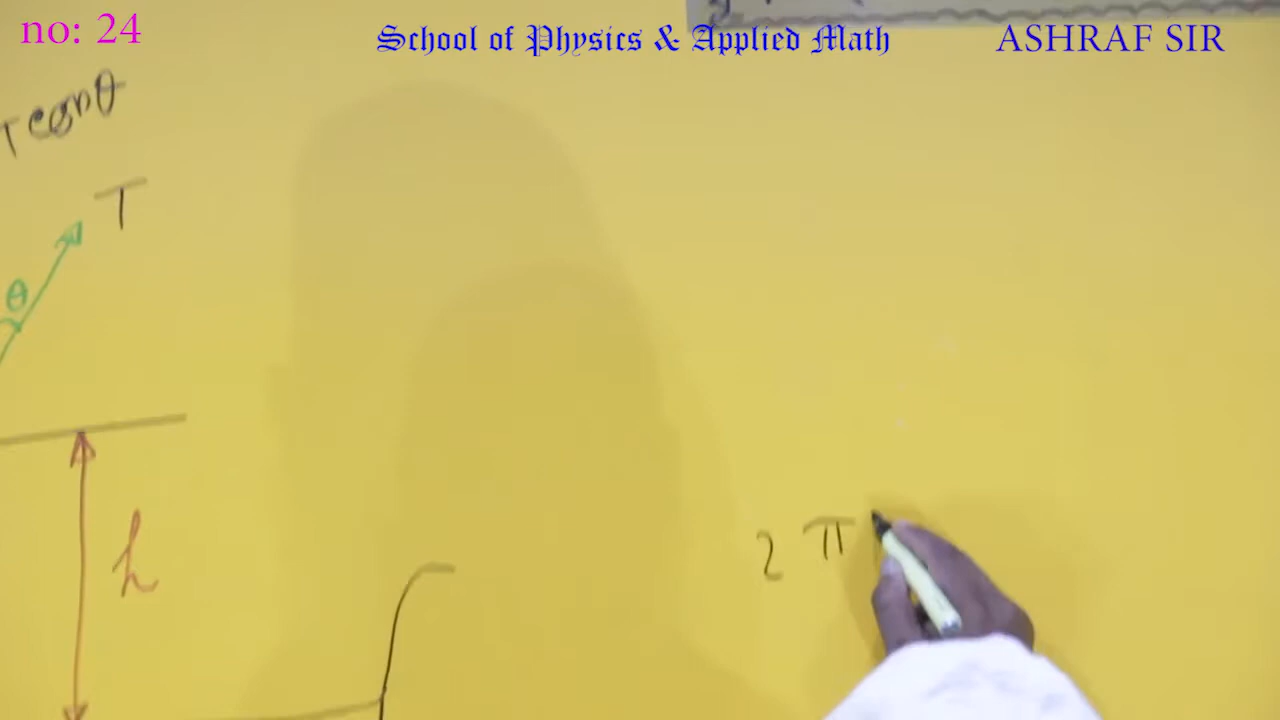 no: 24
School of Physics & Applied Math
ASHRAF SIR
T cosθ
T
θ
h
2 π